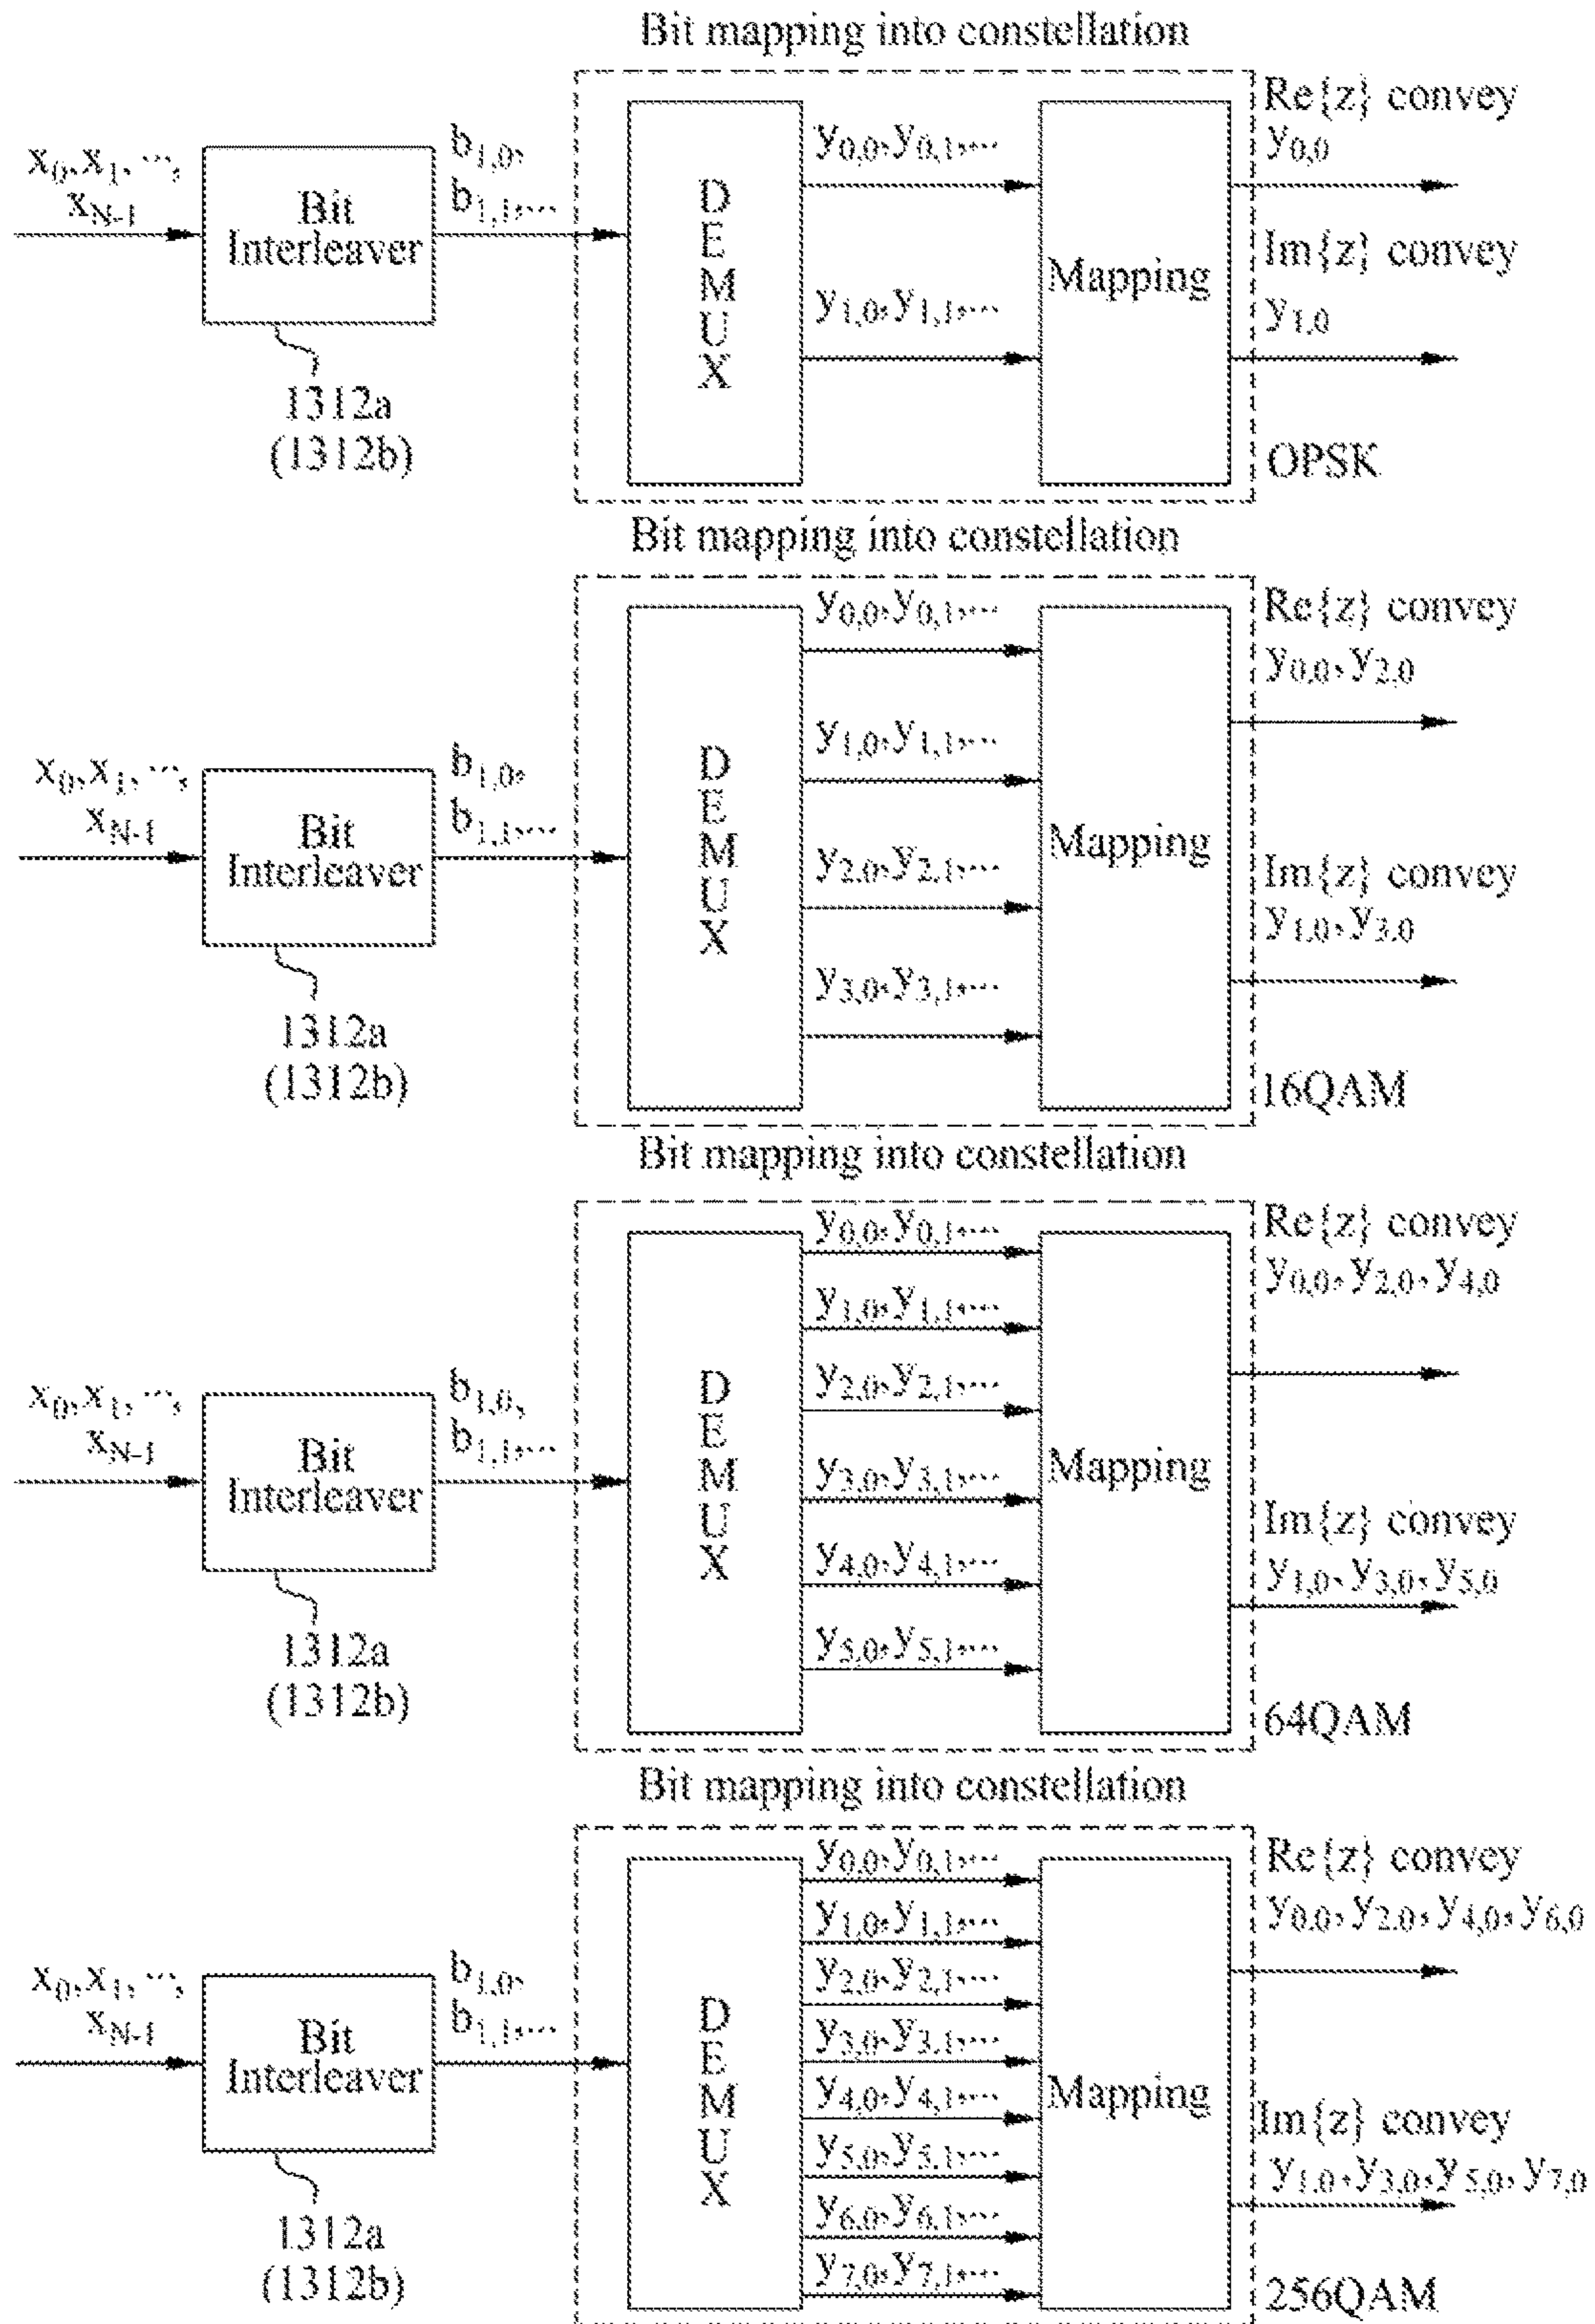 Bit mapping into constellation
x0,x1,...,
xN-1
Bit
Interleaver
b1,0,
b1,1,...
DEMUX
y0,0,y0,1,...
y1,0,y1,1,...
Mapping
Re{z} convey
y0,0
Im{z} convey
y1,0
1312a
(1312b)
OPSK
Bit mapping into constellation
x0,x1,...,
xN-1
Bit
Interleaver
b1,0,
b1,1,...
DEMUX
y0,0,y0,1,...
y1,0,y1,1,...
y2,0,y2,1,...
y3,0,y3,1,...
Mapping
Re{z} convey
y0,0,y2,0
Im{z} convey
y1,0,y3,0
1312a
(1312b)
16QAM
Bit mapping into constellation
x0,x1,...,
xN-1
Bit
Interleaver
b1,0,
b1,1,...
DEMUX
y0,0,y0,1,...
y1,0,y1,1,...
y2,0,y2,1,...
y3,0,y3,1,...
y4,0,y4,1,...
y5,0,y5,1,...
Mapping
Re{z} convey
y0,0,y2,0,y4,0
Im{z} convey
y1,0,y3,0,y5,0
1312a
(1312b)
64QAM
Bit mapping into constellation
x0,x1,...,
xN-1
Bit
Interleaver
b1,0,
b1,1,...
DEMUX
y0,0,y0,1,...
y1,0,y1,1,...
y2,0,y2,1,...
y3,0,y3,1,...
y4,0,y4,1,...
y5,0,y5,1,...
y6,0,y6,1,...
y7,0,y7,1,...
Mapping
Re{z} convey
y0,0,y2,0,y4,0,y6,0
Im{z} convey
y1,0,y3,0,y5,0,y7,0
1312a
(1312b)
256QAM